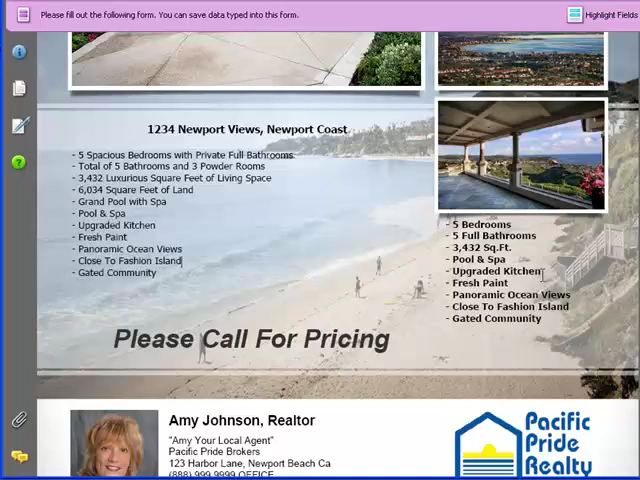 Please fill out the following form. You can save data typed into this form.
Highlight Fields
1234 Newport Views, Newport Coast
- 5 Spacious Bedrooms with Private Full Bathrooms.
- Total of 5 Bathrooms and 3 Powder Rooms
- 3,432 Luxurious Square Feet of Living Space
- 6,034 Square Feet of Land
- Grand Pool with Spa
- Pool & Spa
- Upgraded Kitchen
- Fresh Paint
- Panoramic Ocean Views
- Close To Fashion Island
- Gated Community
- 5 Bedrooms
- 5 Full Bathrooms
- 3,432 Sq.Ft.
- Pool & Spa
- Upgraded Kitchen
- Fresh Paint
- Panoramic Ocean Views
- Close To Fashion Island
- Gated Community
Please Call For Pricing
Amy Johnson, Realtor
"Amy Your Local Agent"
Pacific Pride Brokers
123 Harbor Lane, Newport Beach Ca
(888) 999 9999 OFFICE
Pacific
Pride
Realty